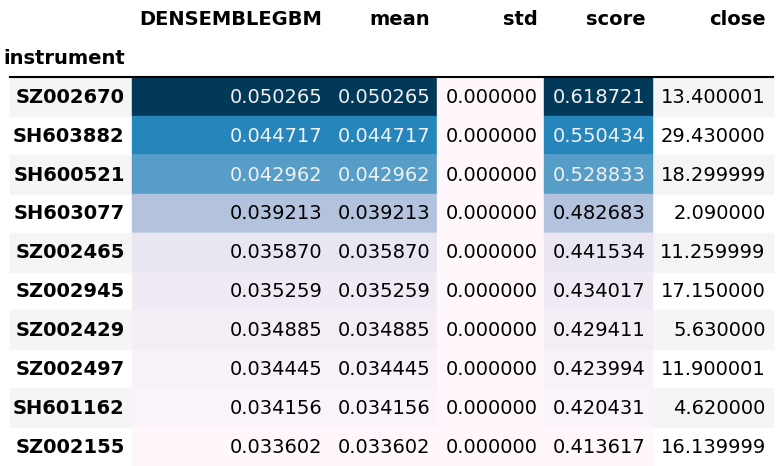 DENSEMBLEGBM mean std score close
instrument
SZ002670 0.050265 0.050265 0.000000 0.618721 13.400001
SH603882 0.044717 0.044717 0.000000 0.550434 29.430000
SH600521 0.042962 0.042962 0.000000 0.528833 18.299999
SH603077 0.039213 0.039213 0.000000 0.482683 2.090000
SZ002465 0.035870 0.035870 0.000000 0.441534 11.259999
SZ002945 0.035259 0.035259 0.000000 0.434017 17.150000
SZ002429 0.034885 0.034885 0.000000 0.429411 5.630000
SZ002497 0.034445 0.034445 0.000000 0.423994 11.900001
SH601162 0.034156 0.034156 0.000000 0.420431 4.620000
SZ002155 0.033602 0.033602 0.000000 0.413617 16.139999